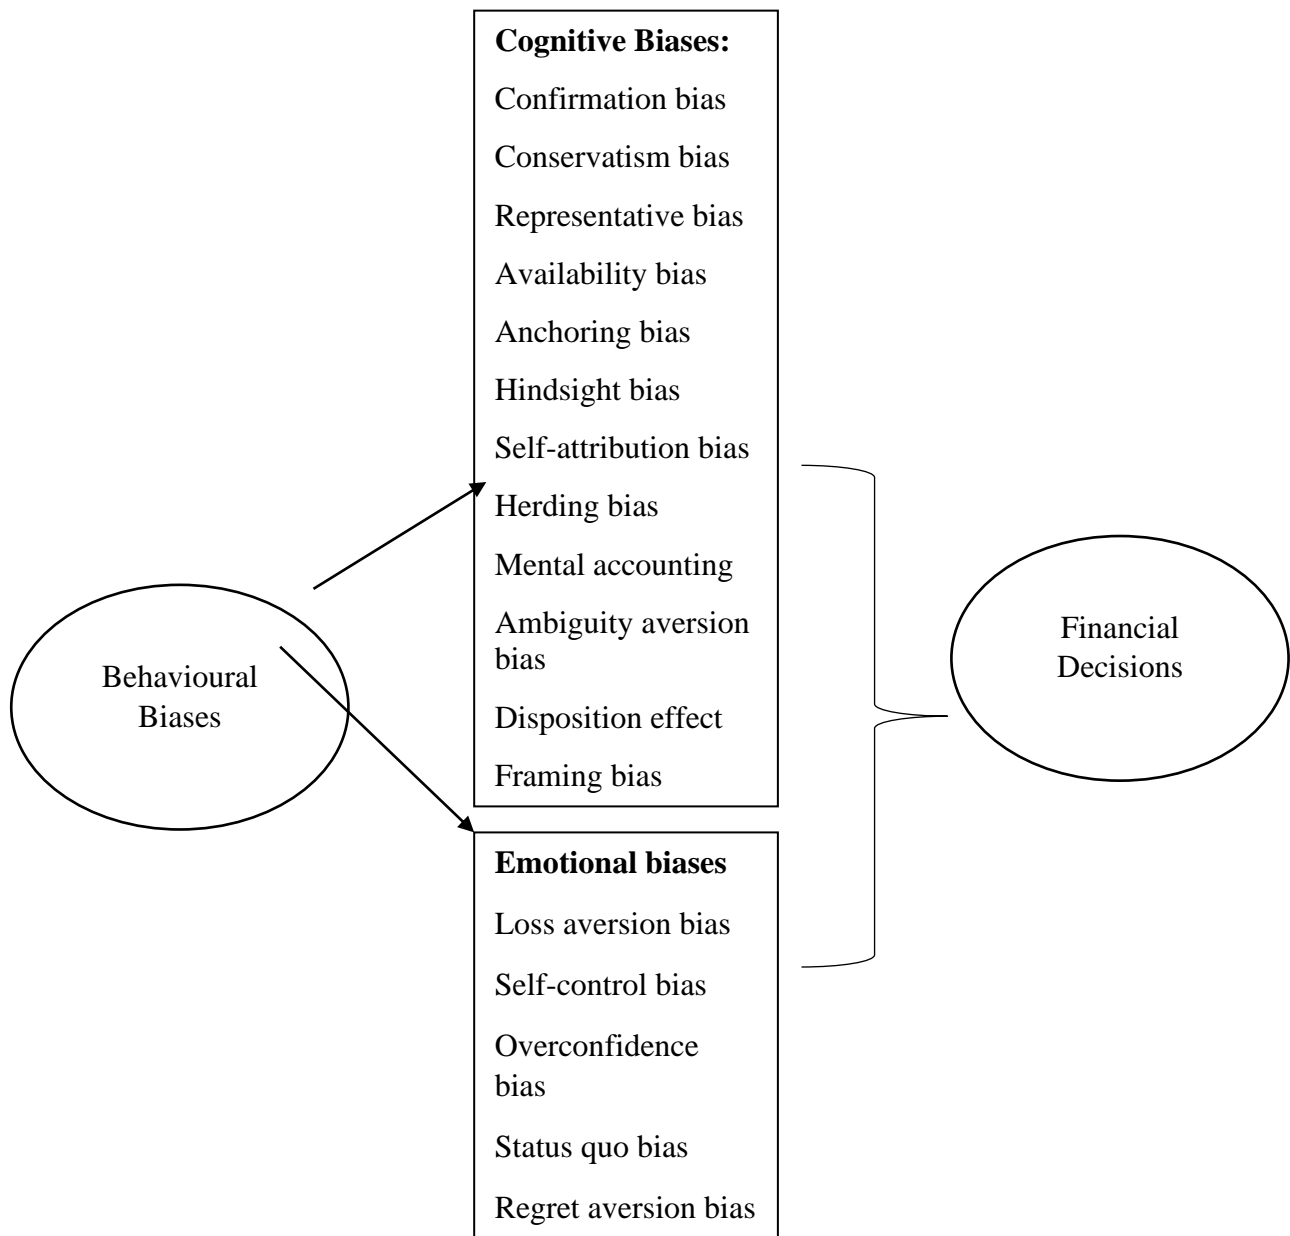 Behavioural
Biases
Cognitive Biases:
Confirmation bias
Conservatism bias
Representative bias
Availability bias
Anchoring bias
Hindsight bias
Self-attribution bias
Herding bias
Mental accounting
Ambiguity aversion
bias
Disposition effect
Framing bias
Emotional biases
Loss aversion bias
Self-control bias
Overconfidence
bias
Status quo bias
Regret aversion bias
Financial
Decisions